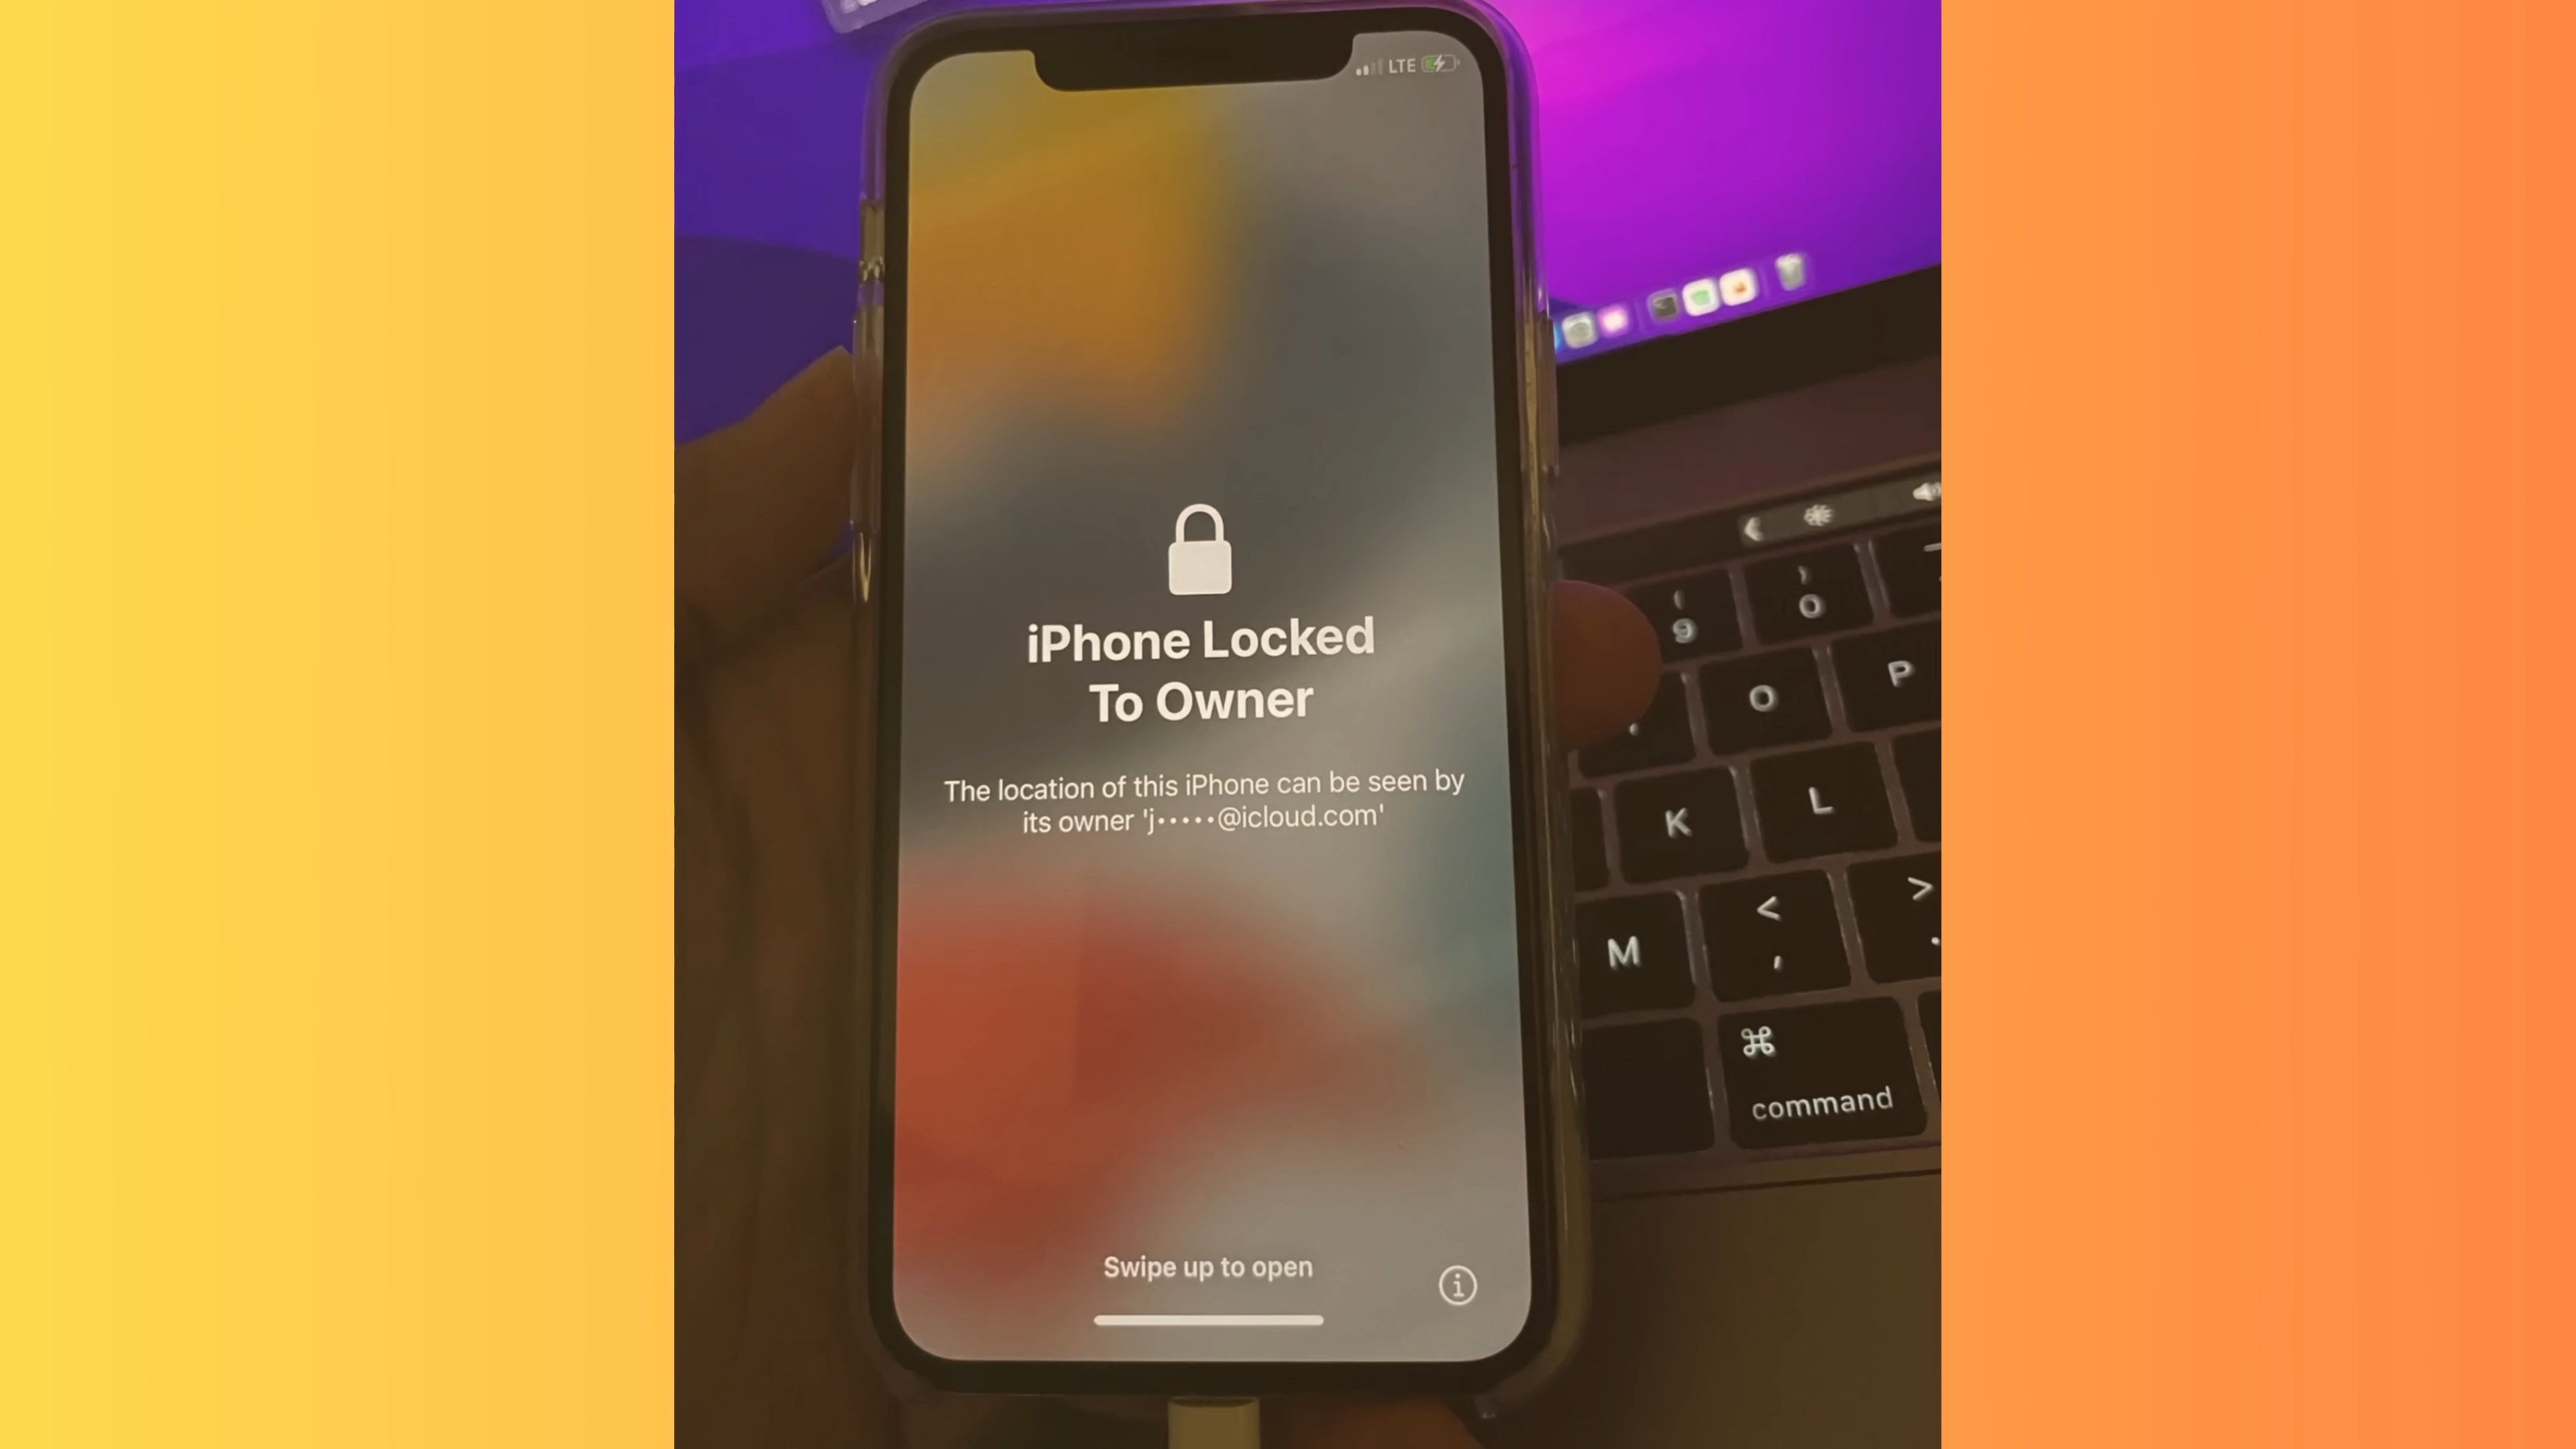 LTE
iPhone Locked
To Owner
The location of this iPhone can be seen by
its owner 'j•••••@icloud.com'
Swipe up to open
i
(
9
)
0
O
P
K
L
M
<
,
>
.
⌘
command